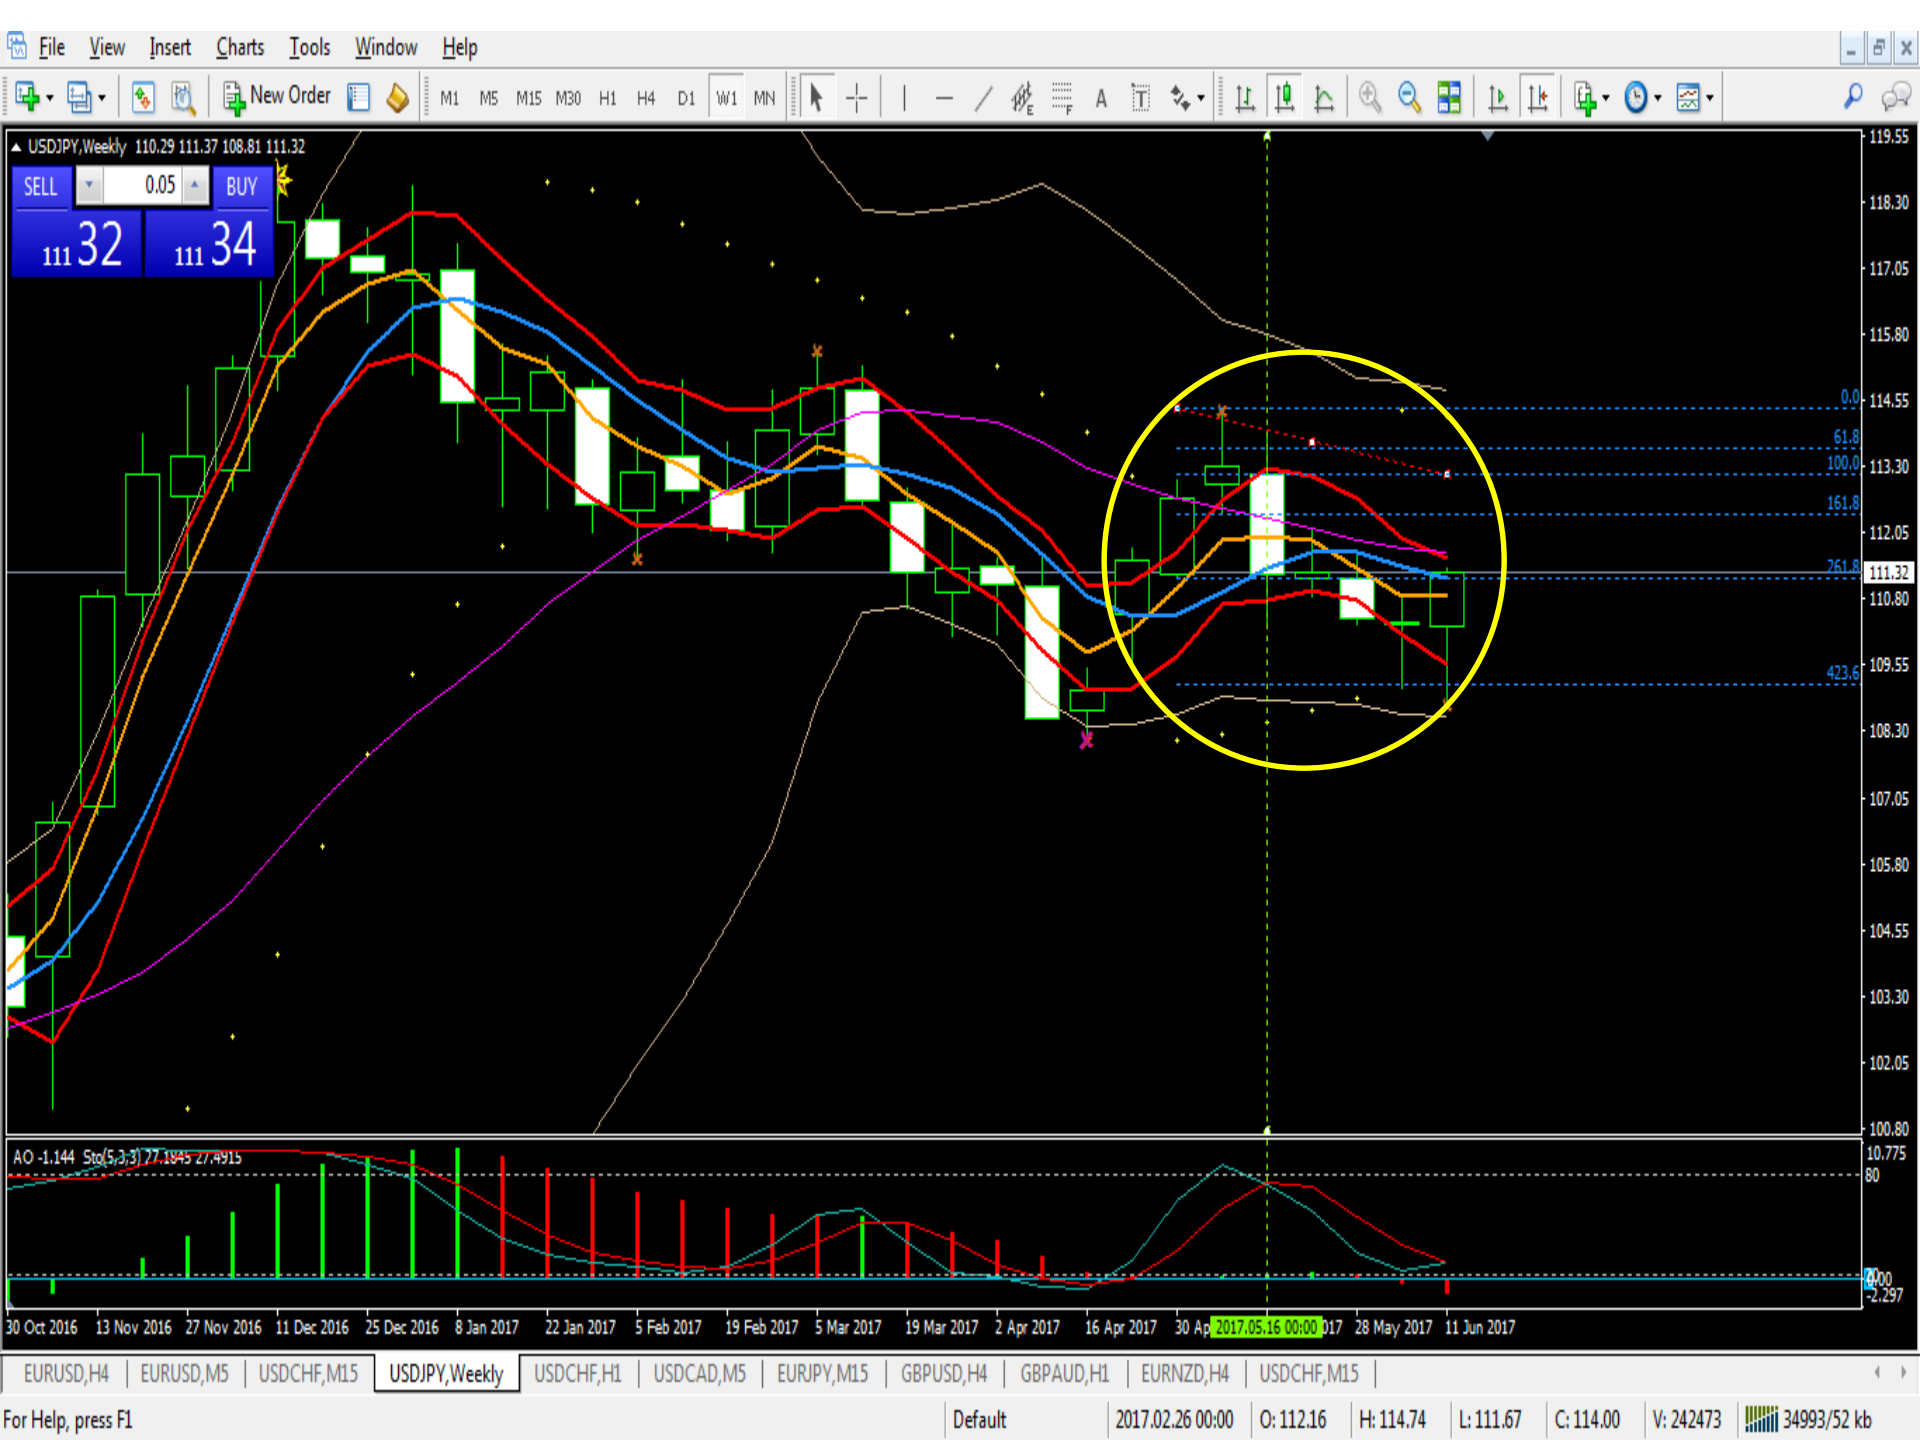 File View Insert Charts Tools Window Help
New Order M1 M5 M15 M30 H1 H4 D1 W1 MN A T
USDJPY,Weekly 110.29 111.37 108.81 111.32
SELL 0.05 BUY
111 32 111 34
119.55
118.30
117.05
115.80
0.0 114.55
61.8
100.0 113.30
161.8
112.05
261.8 111.32
110.80
109.55
423.6
108.30
107.05
105.80
104.55
103.30
102.05
100.80
AO -1.144 Sto(5,3,3) 27.1845 27.4915
10.775
80
-2.297
30 Oct 2016 13 Nov 2016 27 Nov 2016 11 Dec 2016 25 Dec 2016 8 Jan 2017 22 Jan 2017 5 Feb 2017 19 Feb 2017 5 Mar 2017 19 Mar 2017 2 Apr 2017 16 Apr 2017 30 Ap 2017.05.16 00:00 017 28 May 2017 11 Jun 2017
EURUSD,H4 EURUSD,M5 USDCHF,M15 USDJPY,Weekly USDCHF,H1 USDCAD,M5 EURJPY,M15 GBPUSD,H4 GBPAUD,H1 EURNZD,H4 USDCHF,M15
For Help, press F1 Default 2017.02.26 00:00 O: 112.16 H: 114.74 L: 111.67 C: 114.00 V: 242473 34993/52 kb